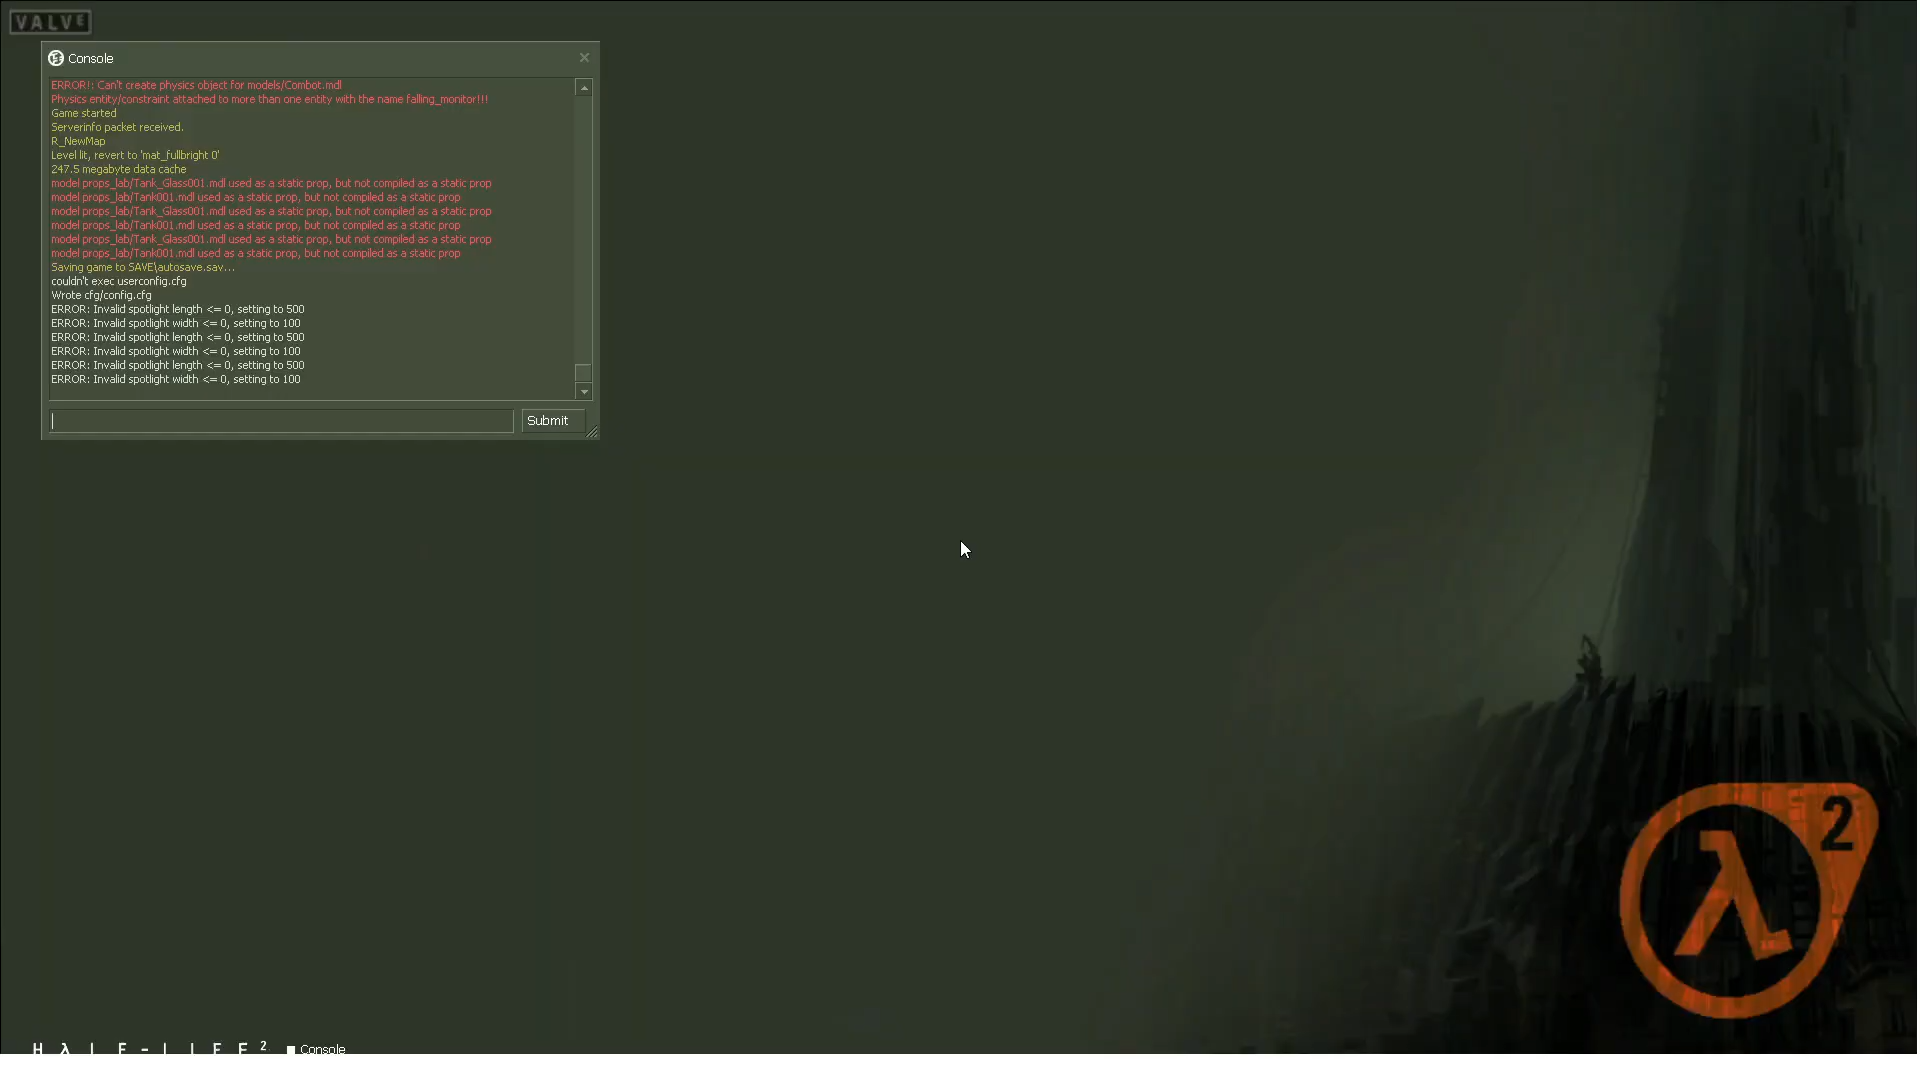 VALVE
Console
ERROR!: Can't create physics object for models/Combot.mdl
Physics entity/constraint attached to more than one entity with the name falling_monitor!!!
Game started
Serverinfo packet received.
R_NewMap
Level lit, revert to 'mat_fullbright 0'
247.5 megabyte data cache
model props_lab/Tank_Glass001.mdl used as a static prop, but not compiled as a static prop
model props_lab/Tank001.mdl used as a static prop, but not compiled as a static prop
model props_lab/Tank_Glass001.mdl used as a static prop, but not compiled as a static prop
model props_lab/Tank001.mdl used as a static prop, but not compiled as a static prop
model props_lab/Tank_Glass001.mdl used as a static prop, but not compiled as a static prop
model props_lab/Tank001.mdl used as a static prop, but not compiled as a static prop
Saving game to SAVE\autosave.sav...
couldn't exec userconfig.cfg
Wrote cfg/config.cfg
ERROR: Invalid spotlight length <= 0, setting to 500
ERROR: Invalid spotlight width <= 0, setting to 100
ERROR: Invalid spotlight length <= 0, setting to 500
ERROR: Invalid spotlight width <= 0, setting to 100
ERROR: Invalid spotlight length <= 0, setting to 500
ERROR: Invalid spotlight width <= 0, setting to 100
Submit
λ2
HλLF-LIFE2
Console